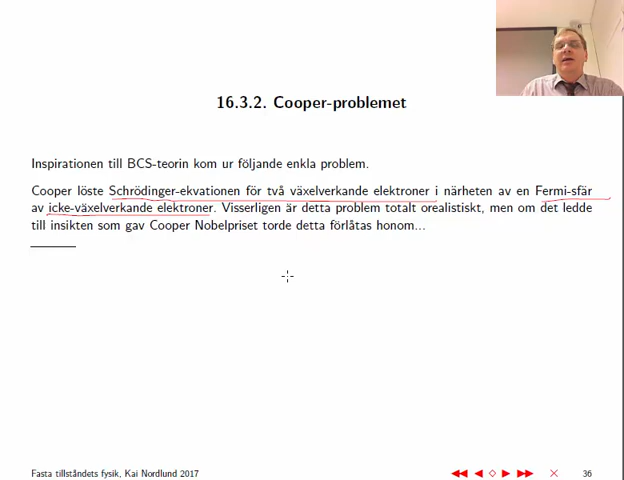 16.3.2. Cooper-problemet
Inspirationen till BCS-teorin kom ur följande enkla problem.
Cooper löste Schrödinger-ekvationen för två växelverkande elektroner i närheten av en Fermi-sfär
av icke-växelverkande elektroner. Visserligen är detta problem totalt orealistiskt, men om det ledde
till insikten som gav Cooper Nobelpriset torde detta förlåtas honom...
Fasta tillståndets fysik, Kai Nordlund 2017
36